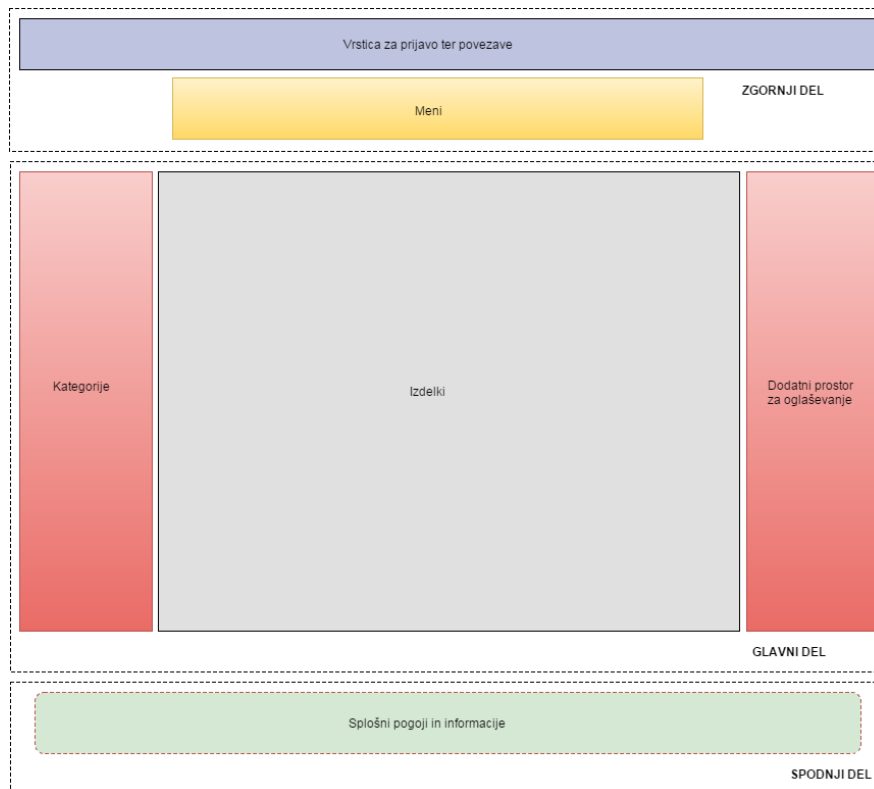 Vrstica za prijavo ter povezave
ZGORNJI DEL
Meni
Kategorije
Izdelki
Dodatni prostor
za oglaševanje
GLAVNI DEL
Splošni pogoji in informacije
SPODNJI DEL